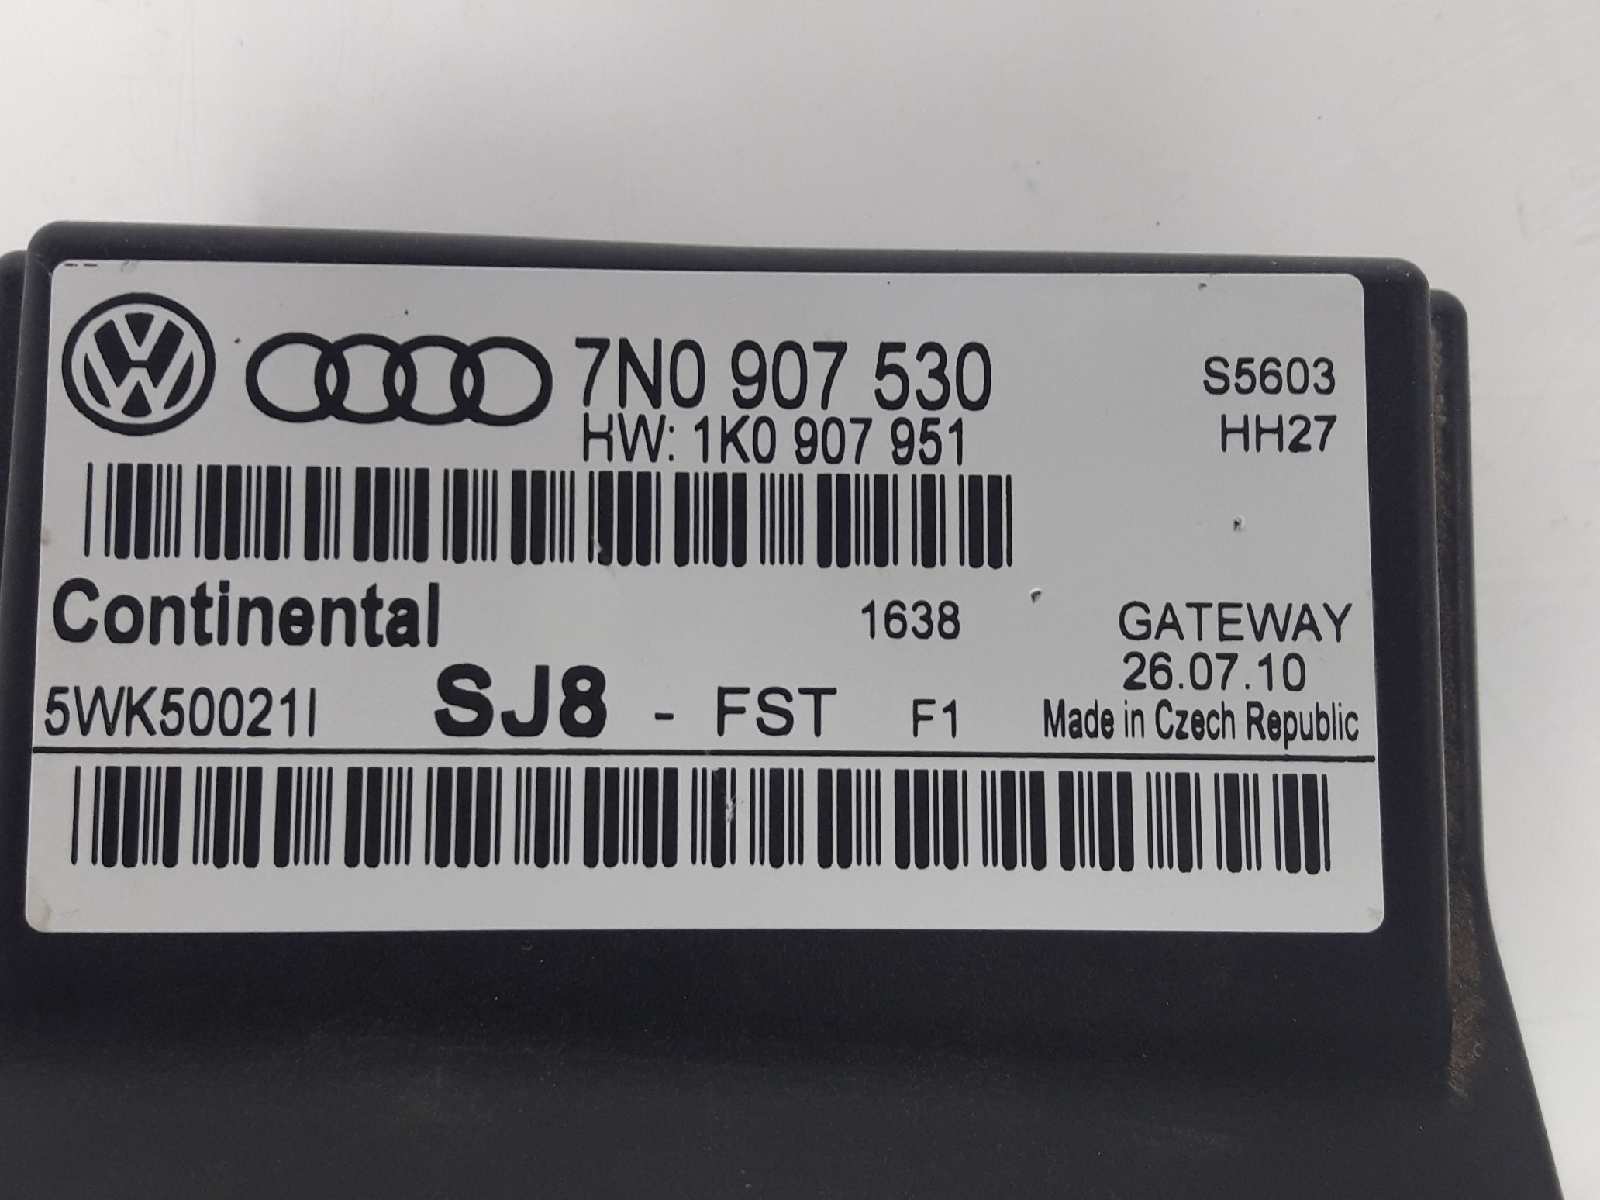 7N0 907 530 S5603
HW: 1K0 907 951 HH27
Continental 1638 GATEWAY
26.07.10
5WK50021I SJ8 - FST F1 Made in Czech Republic